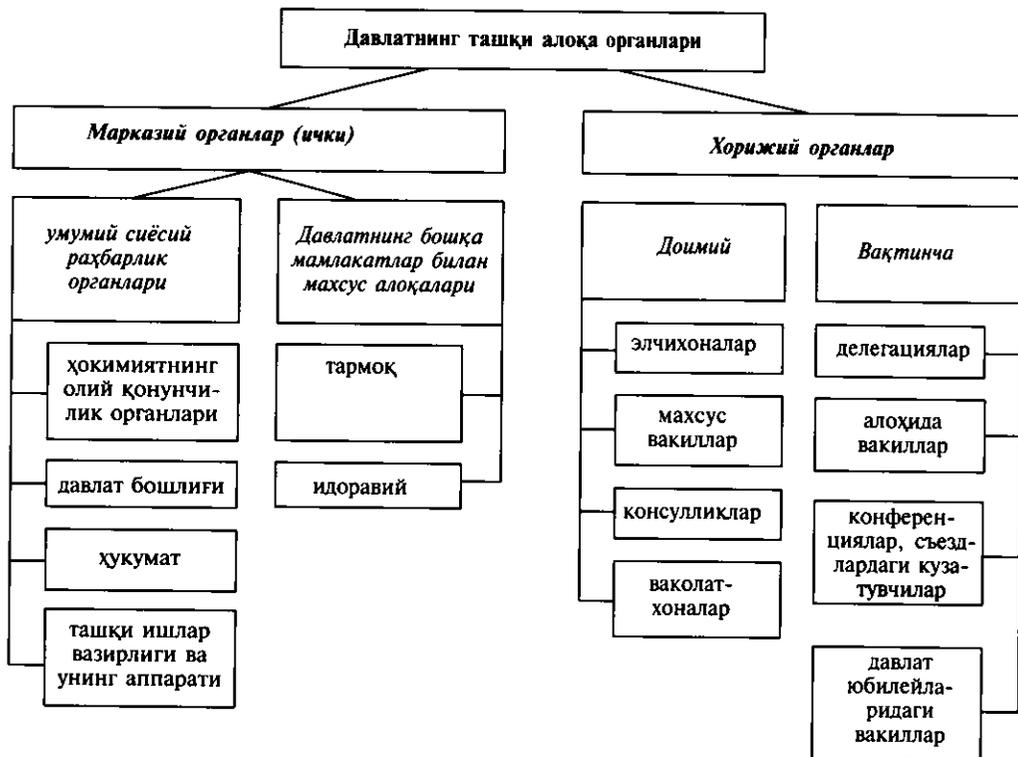 Давлатнинг ташқи алоқа органлари
Марказий органлар (ички)
умумий сиёсий
раҳбарлик
органлари
ҳокимиятнинг
олий қонунчи-
лик органлари
давлат бошлиғи
ҳукумат
ташқи ишлар
вазирлиги ва
унинг аппарати
Давлатнинг бошқа
мамлакатлар билан
махсус алоқалари
тармоқ
идоравий
Хорижий органлар
Доимий
элчихоналар
махсус
вакиллар
консулликлар
ваколат-
хоналар
Вақтинча
делегациялар
алоҳида
вакиллар
конферен-
циялар, съезд-
лардаги куза-
тувчилар
давлат
юбилейла-
ридаги
вакиллар